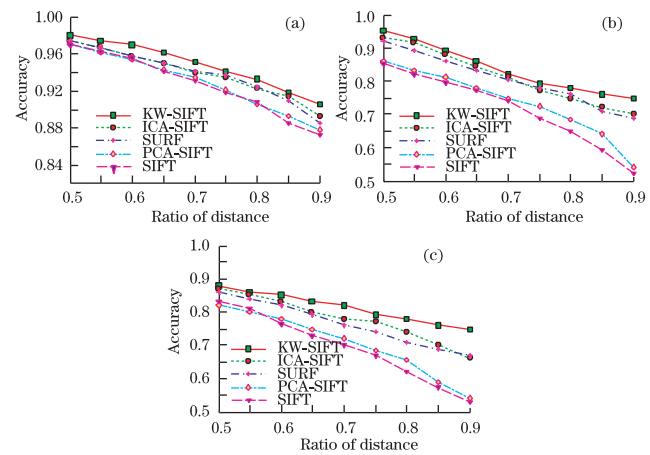 (a)
Accuracy
1.00
0.96
0.92
0.88
0.84
KW-SIFT
ICA-SIFT
SURF
PCA-SIFT
SIFT
0.5 0.6 0.7 0.8 0.9
Ratio of distance
(b)
Accuracy
1.0
0.9
0.8
0.7
0.6
0.5
KW-SIFT
ICA-SIFT
SURF
PCA-SIFT
SIFT
0.5 0.6 0.7 0.8 0.9
Ratio of distance
(c)
Accuracy
1.0
0.9
0.8
0.7
0.6
0.5
KW-SIFT
ICA-SIFT
SURF
PCA-SIFT
SIFT
0.5 0.6 0.7 0.8 0.9
Ratio of distance